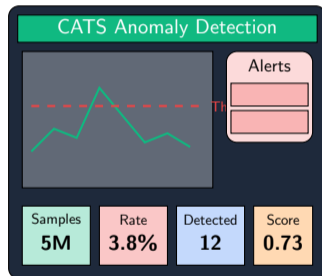 CATS Anomaly Detection
Alerts
Th
Samples
5M
Rate
3.8%
Detected
12
Score
0.73